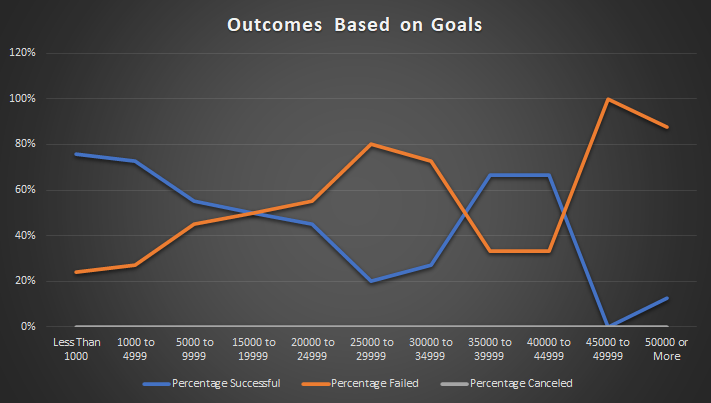 Outcomes Based on Goals
120%
100%
80%
60%
40%
20%
0%
Less Than 1000 to 5000 to 15000 to 20000 to 25000 to 30000 to 35000 to 40000 to 45000 to 50000 or
1000 4999 9999 19999 24999 29999 34999 39999 44999 49999 More
Percentage Successful Percentage Failed Percentage Canceled